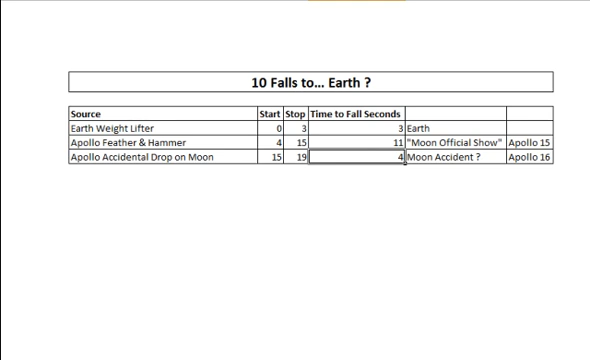 10 Falls to... Earth ?
Source Start Stop Time to Fall Seconds
Earth Weight Lifter 0 3 3 Earth
Apollo Feather & Hammer 4 15 11 "Moon Official Show" Apollo 15
Apollo Accidental Drop on Moon 15 19 4 Moon Accident ? Apollo 16